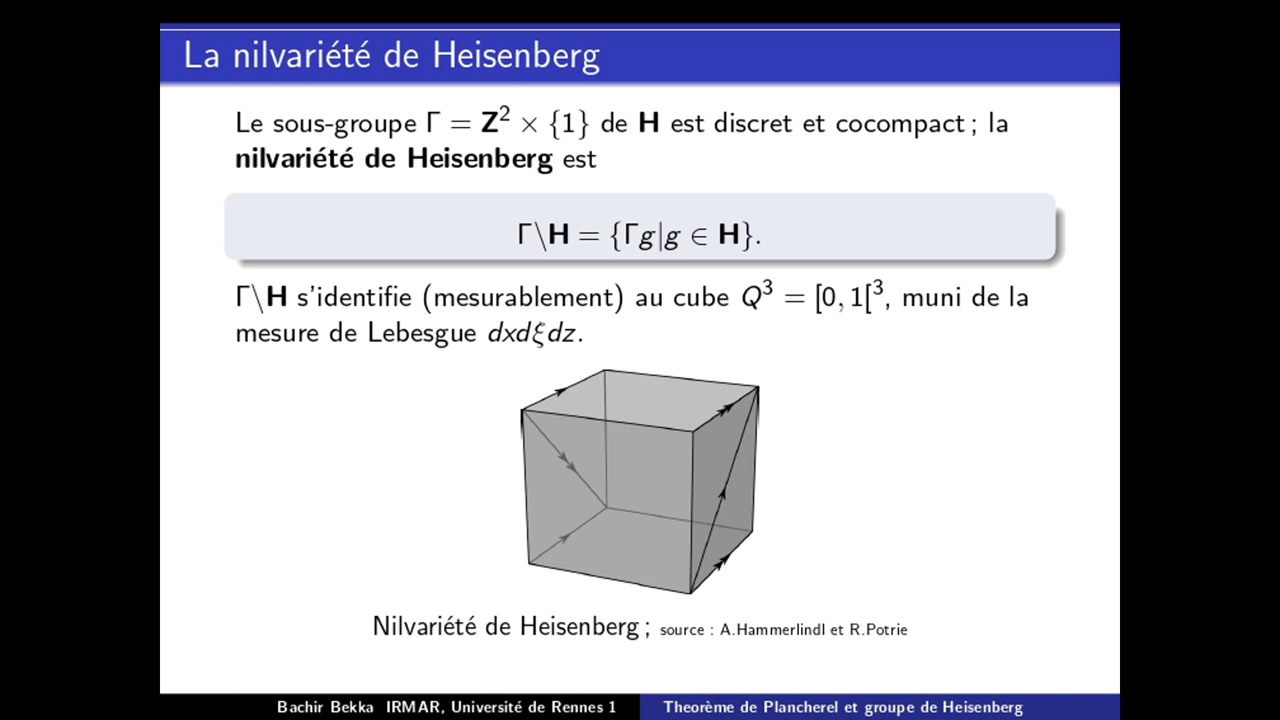 La nilvariété de Heisenberg
Le sous-groupe Γ = Z² × {1} de H est discret et cocompact ; la
nilvariété de Heisenberg est
Γ\H = {Γg|g ∈ H}.
Γ\H s'identifie (mesurablement) au cube Q³ = [0, 1[³, muni de la
mesure de Lebesgue dxdξdz.
Nilvariété de Heisenberg ; source : A.Hammerlindl et R.Potrie
Bachir Bekka IRMAR, Université de Rennes 1
Theorème de Plancherel et groupe de Heisenberg